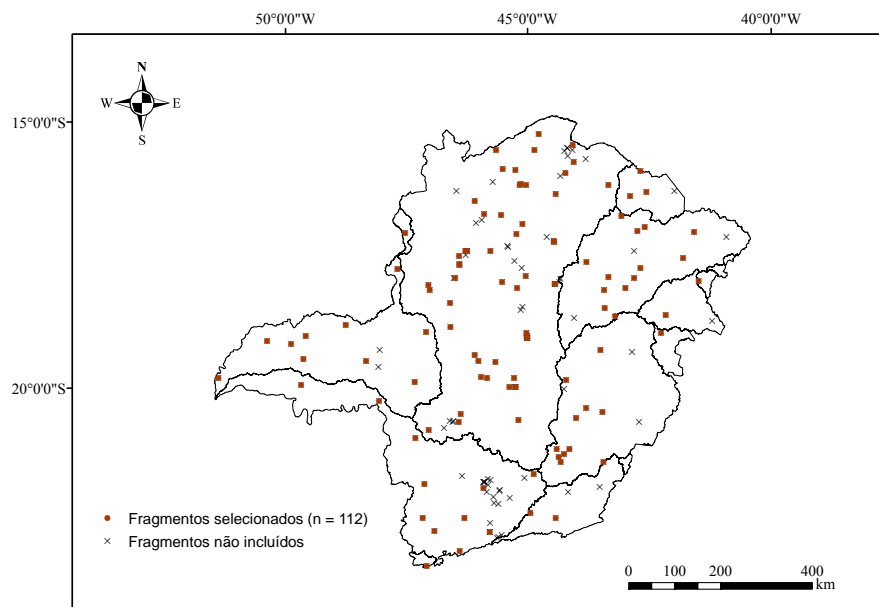 50°0'0"W 45°0'0"W 40°0'0"W
N
W E
S
15°0'0"S
20°0'0"S
Fragmentos selecionados (n = 112)
Fragmentos não incluídos
0 100 200 400
km